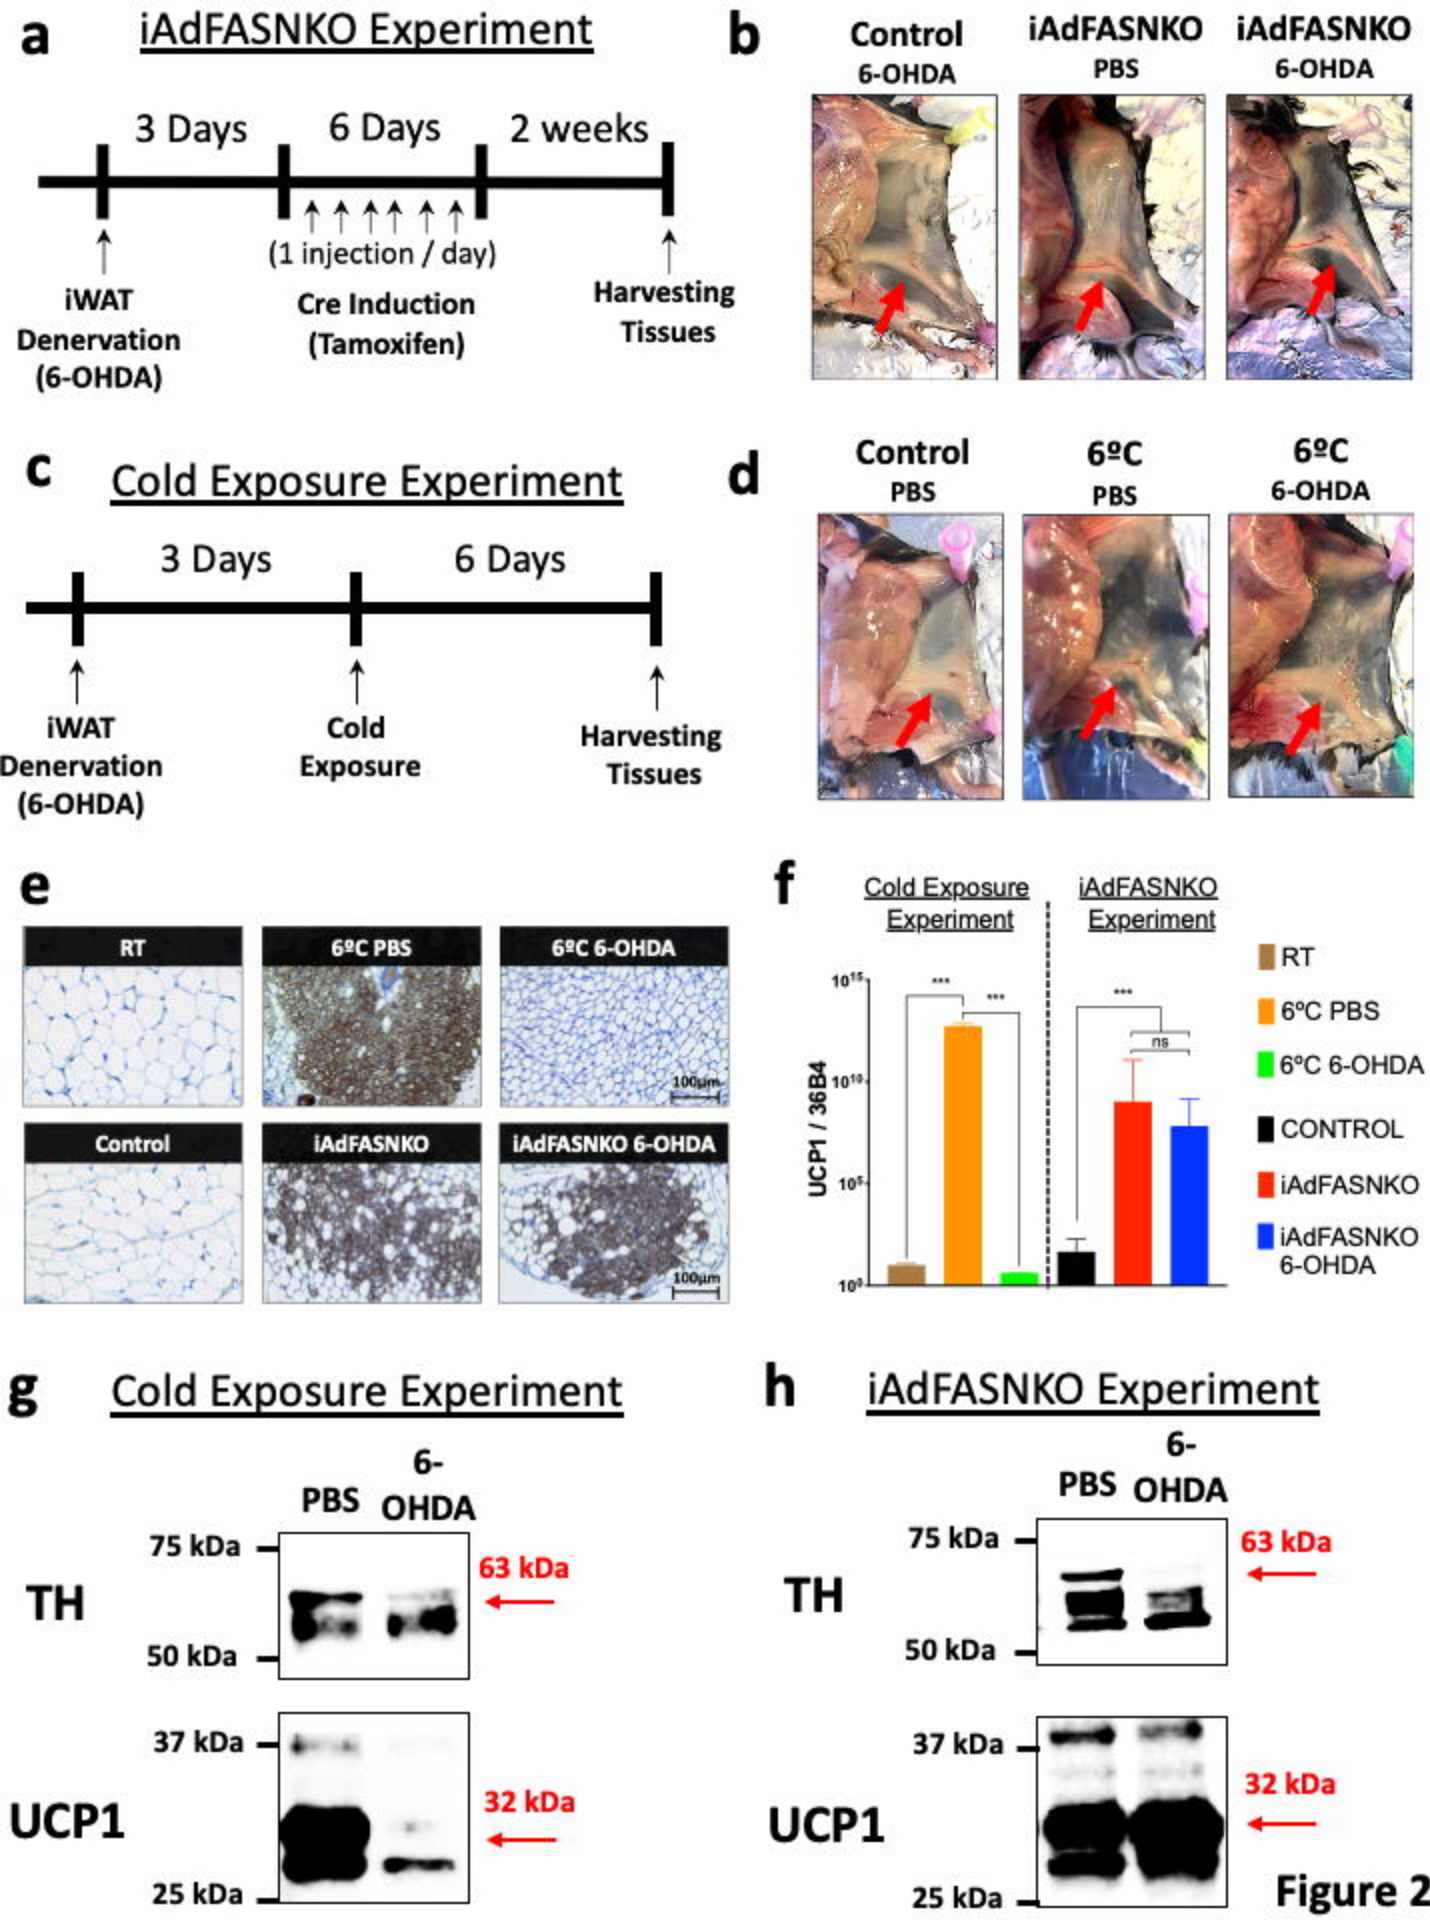 a
iAdFASNKO Experiment
3 Days
6 Days
2 weeks
(1 injection / day)
iWAT
Denervation
(6-OHDA)
Cre Induction
(Tamoxifen)
Harvesting
Tissues
b
Control
6-OHDA
iAdFASNKO
PBS
iAdFASNKO
6-OHDA
c
Cold Exposure Experiment
3 Days
6 Days
iWAT
Denervation
(6-OHDA)
Cold
Exposure
Harvesting
Tissues
d
Control
PBS
6ºC
PBS
6ºC
6-OHDA
e
RT
6ºC PBS
6ºC 6-OHDA
100µm
Control
iAdFASNKO
iAdFASNKO 6-OHDA
100µm
f
Cold Exposure
Experiment
iAdFASNKO
Experiment
UCP1 / 36B4
10¹⁵
10¹⁰
10⁵
10⁰
***
***
***
ns
RT
6ºC PBS
6ºC 6-OHDA
CONTROL
iAdFASNKO
iAdFASNKO
6-OHDA
g
Cold Exposure Experiment
PBS
6-
OHDA
TH
75 kDa
50 kDa
63 kDa
UCP1
37 kDa
25 kDa
32 kDa
h
iAdFASNKO Experiment
PBS
6-
OHDA
TH
75 kDa
50 kDa
63 kDa
UCP1
37 kDa
25 kDa
32 kDa
Figure 2